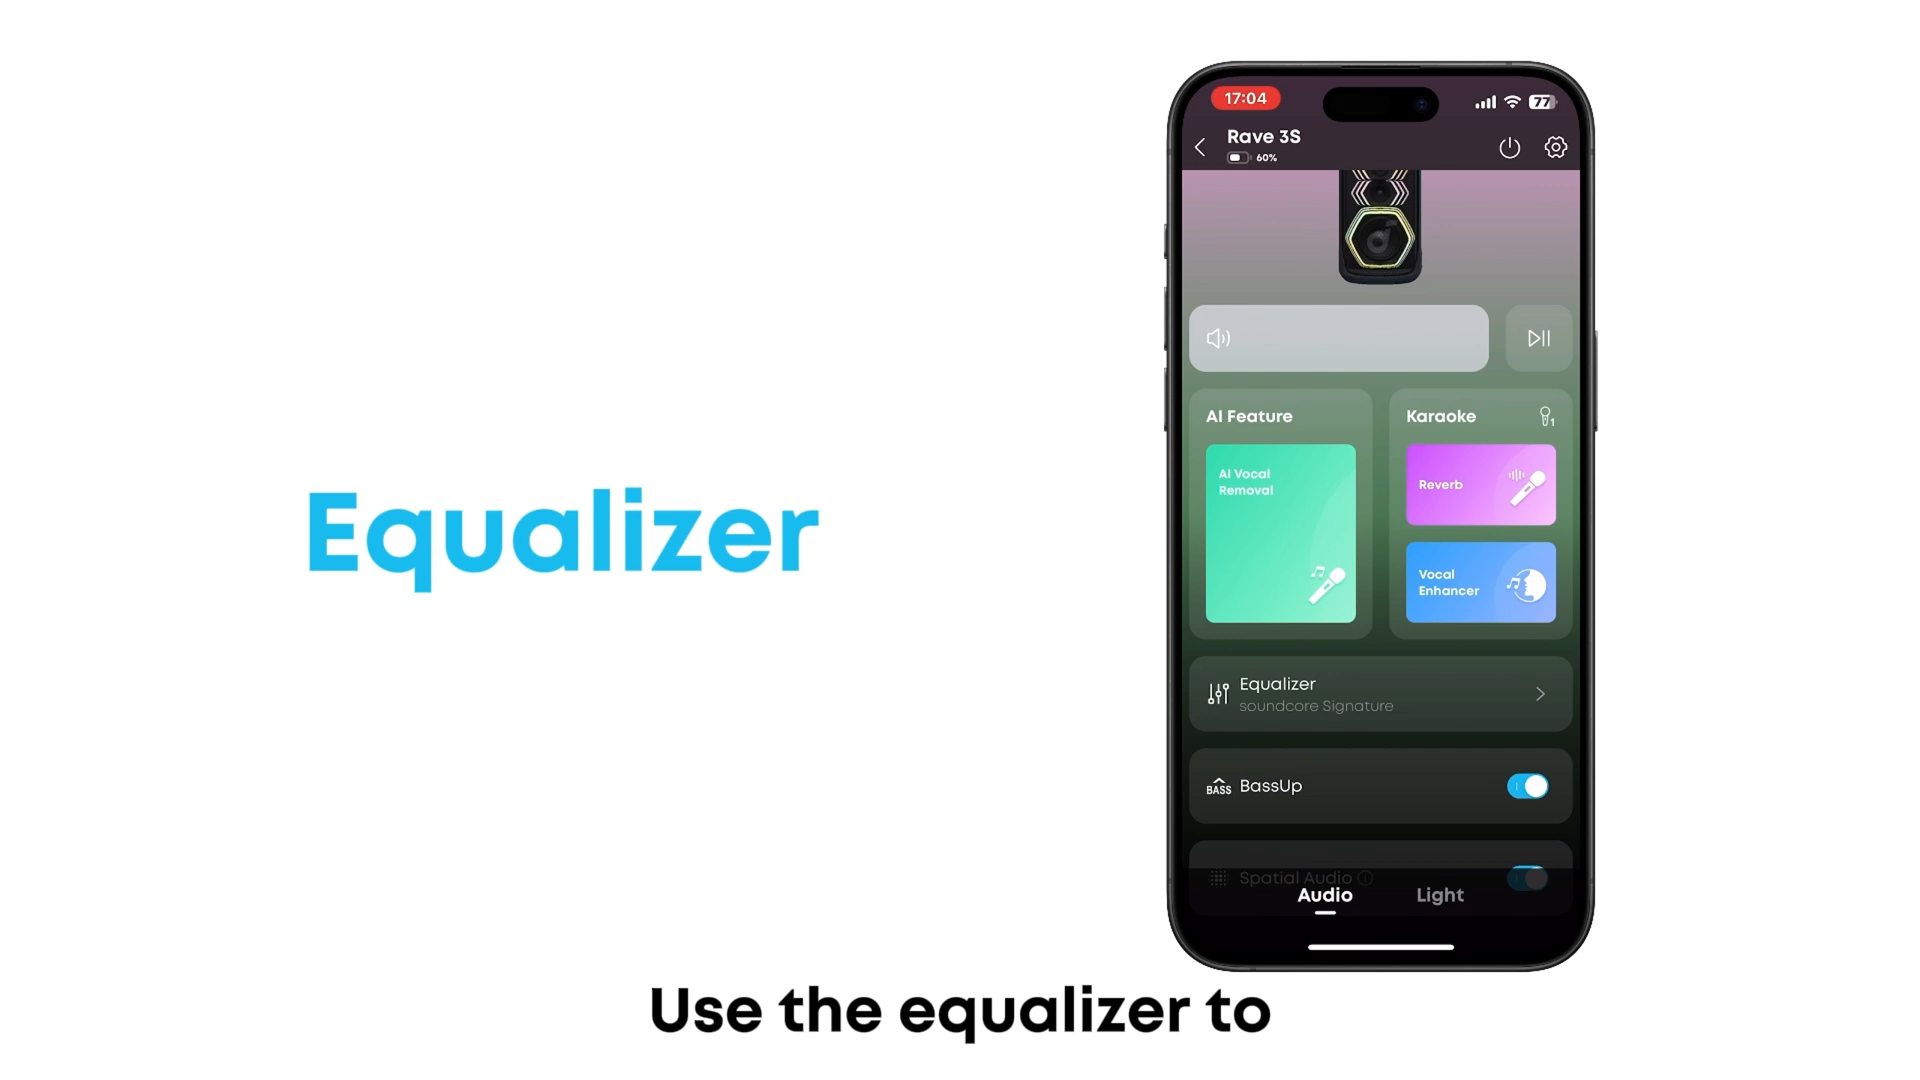 17:04
77
Rave 3S
60%
AI Feature
Karaoke
1
AI Vocal
Removal
Reverb
Vocal
Enhancer
Equalizer
Equalizer
soundcore Signature
BASS
BassUp
Spatial Audio
Audio
Light
Use the equalizer to